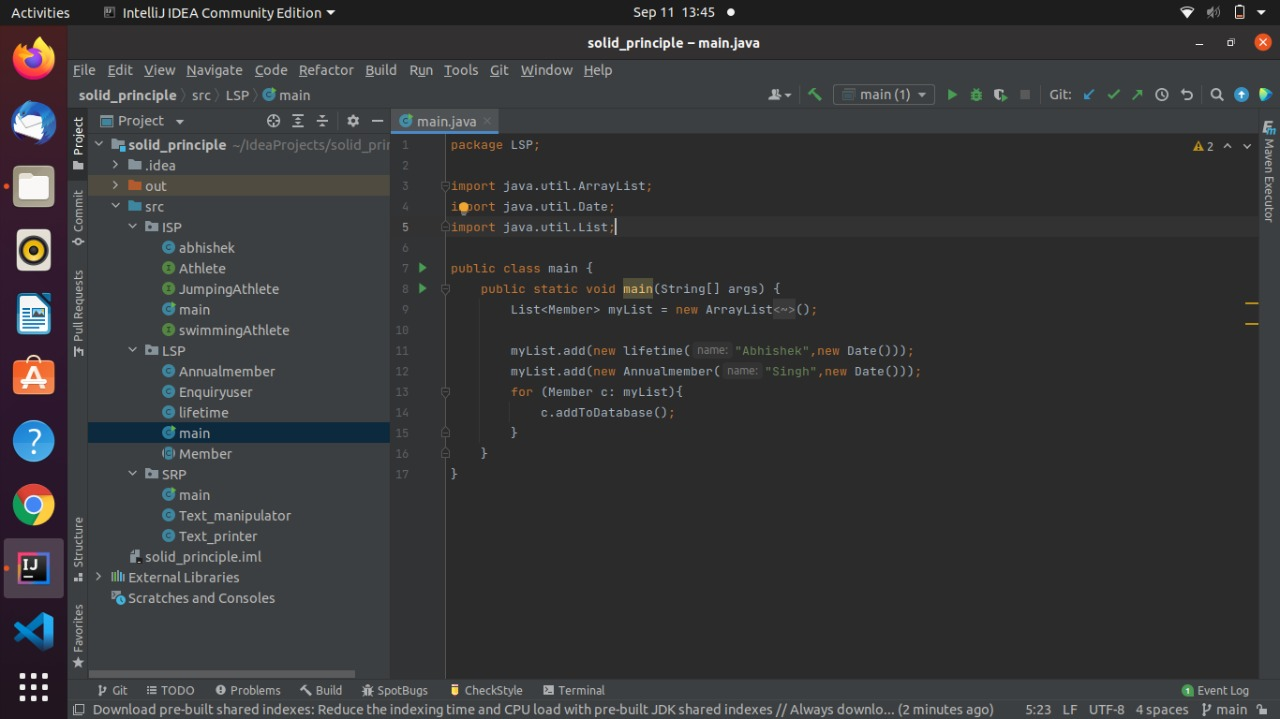 Activities IntelliJ IDEA Community Edition Sep 11 13:45
solid_principle – main.java
File Edit View Navigate Code Refactor Build Run Tools Git Window Help
solid_principle src LSP main main (1) Git:
Project main.java
Project
Commit
Pull Requests
Structure
Favorites
solid_principle ~/IdeaProjects/solid_prin
.idea
out
src
ISP
abhishek
Athlete
JumpingAthlete
main
swimmingAthlete
LSP
Annualmember
Enquiryuser
lifetime
main
Member
SRP
main
Text_manipulator
Text_printer
solid_principle.iml
External Libraries
Scratches and Consoles
1 package LSP;
2
3 import java.util.ArrayList;
4 import java.util.Date;
5 import java.util.List;
6
7 public class main {
8 public static void main(String[] args) {
9 List<Member> myList = new ArrayList<~>();
10
11 myList.add(new lifetime( name: "Abhishek",new Date()));
12 myList.add(new Annualmember( name: "Singh",new Date()));
13 for (Member c: myList){
14 c.addToDatabase();
15 }
16 }
17 }
2
Maven Executor
Git TODO Problems Build SpotBugs CheckStyle Terminal 1 Event Log
Download pre-built shared indexes: Reduce the indexing time and CPU load with pre-built JDK shared indexes // Always downlo... (2 minutes ago) 5:23 LF UTF-8 4 spaces main